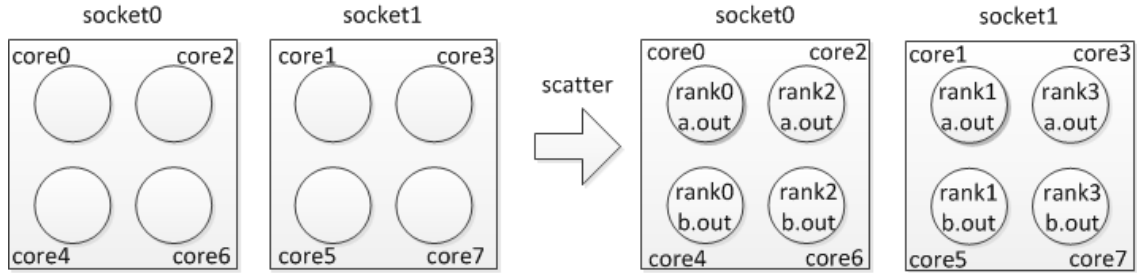 socket0
socket1
socket0
socket1
core0
core2
core1
core3
core0
core2
core1
core3
scatter
rank0
a.out
rank2
a.out
rank1
a.out
rank3
a.out
rank0
b.out
rank2
b.out
rank1
b.out
rank3
b.out
core4
core6
core5
core7
core4
core6
core5
core7